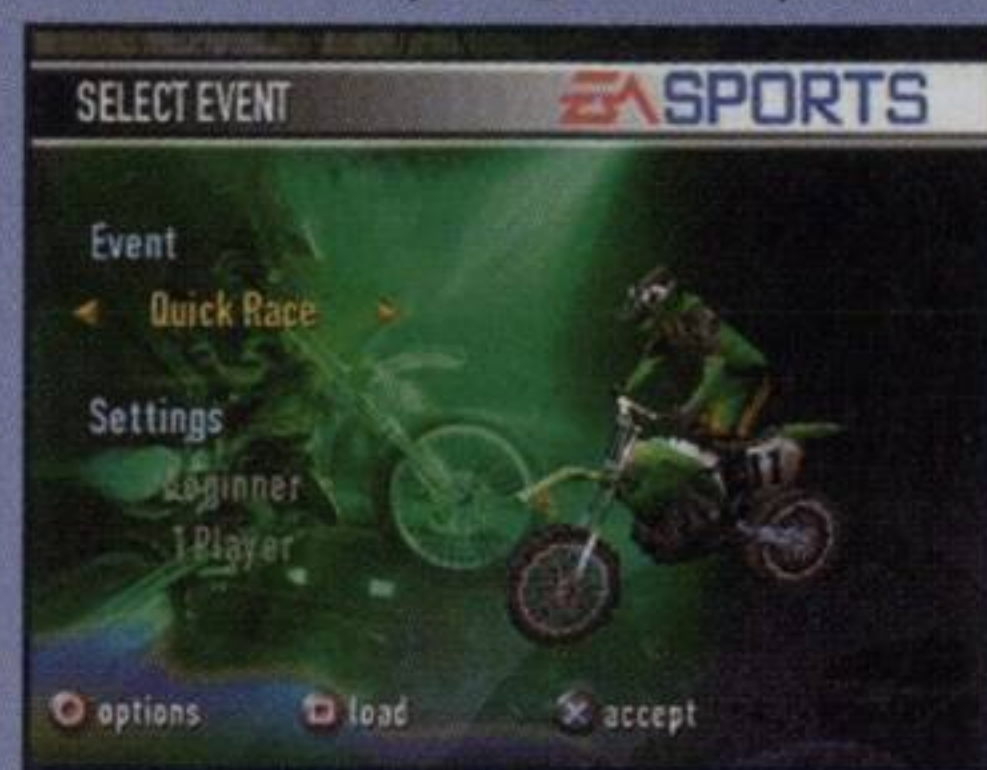 SELECT EVENT
EA SPORTS
Event
Quick Race
Settings
Beginner
1 Player
options
load
accept